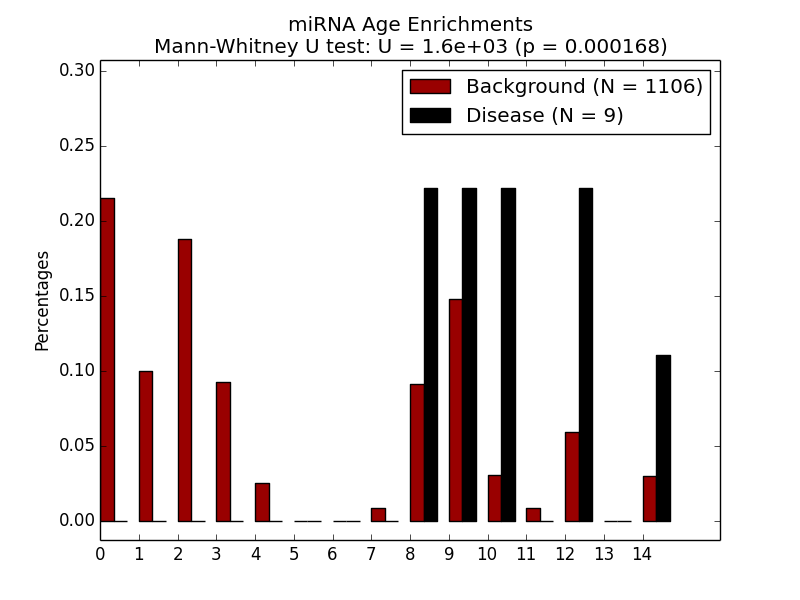 miRNA Age Enrichments
Mann-Whitney U test: U = 1.6e+03 (p = 0.000168)
Background (N = 1106)
Disease (N = 9)
Percentages
0.30
0.25
0.20
0.15
0.10
0.05
0.00
0 1 2 3 4 5 6 7 8 9 10 11 12 13 14